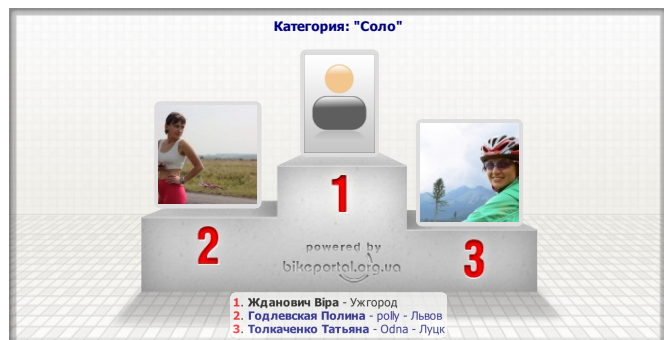 Категория: "Соло"
1
2
3
powered by
bikeportal.org.ua
1. Жданович Віра - Ужгород
2. Годлевская Полина - polly - Львов
3. Толкаченко Татьяна - Odna - Луцк